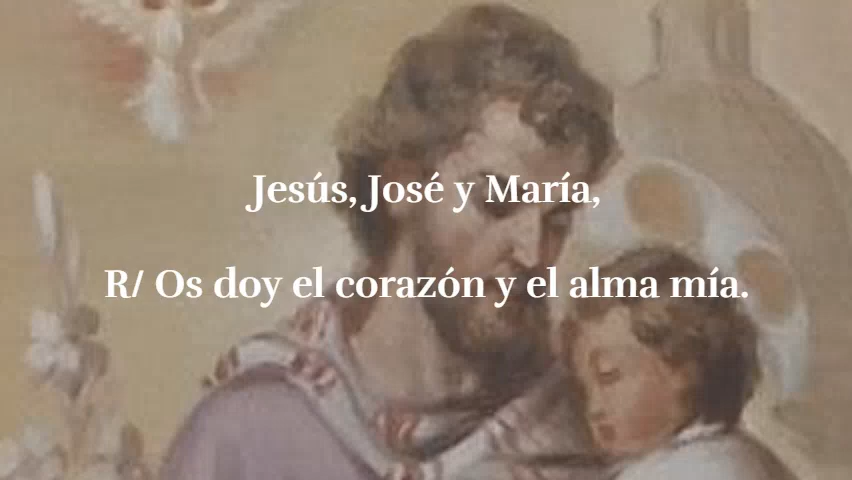 Jesús, José y María,
R/ Os doy el corazón y el alma mía.